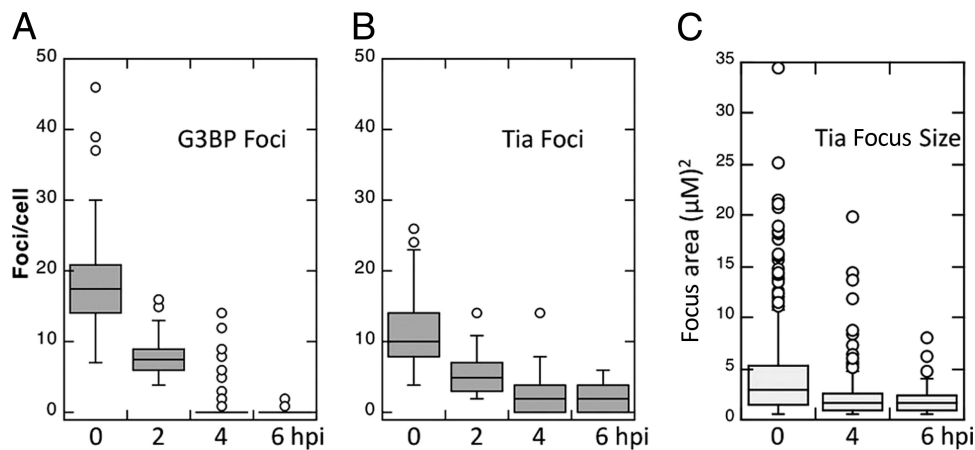 A
B
C
50
40
30
20
10
0
Foci/cell
G3BP Foci
0 2 4 6 hpi
50
40
30
20
10
0
Tia Foci
0 2 4 6 hpi
35
30
25
20
15
10
5
0
Focus area (μM)²
Tia Focus Size
0 4 6 hpi